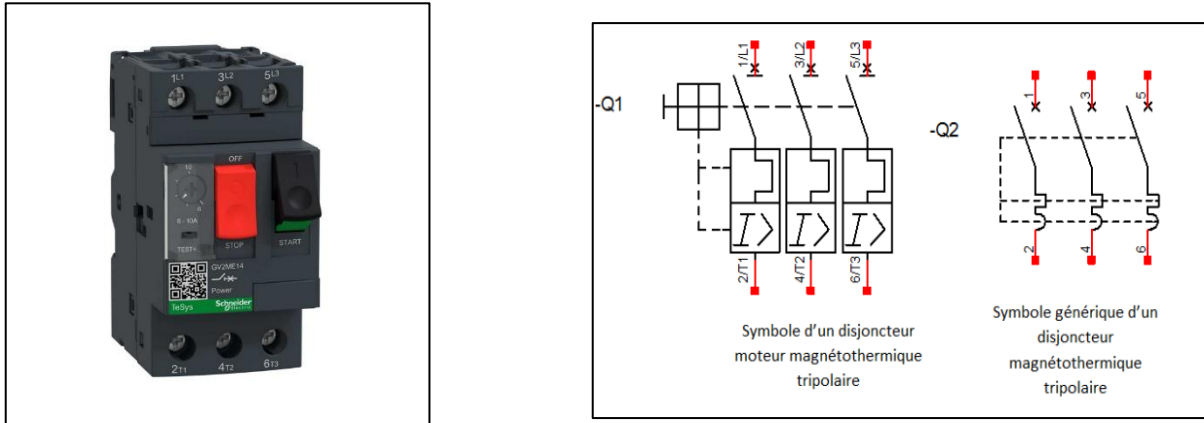 1L1 3L2 5L3
OFF
10
6
6 - 10A
STOP
START
TEST
GV2ME14
Power
TeSys
Schneider
Electric
2T1 4T2 6T3
1/L1 3/L2 5/L3
-Q1
I> I> I>
2/T1 4/T2 6/T3
Symbole d'un disjoncteur
moteur magnétothermique
tripolaire
-Q2
1 3 5
2 4 6
Symbole générique d'un
disjoncteur
magnétothermique
tripolaire